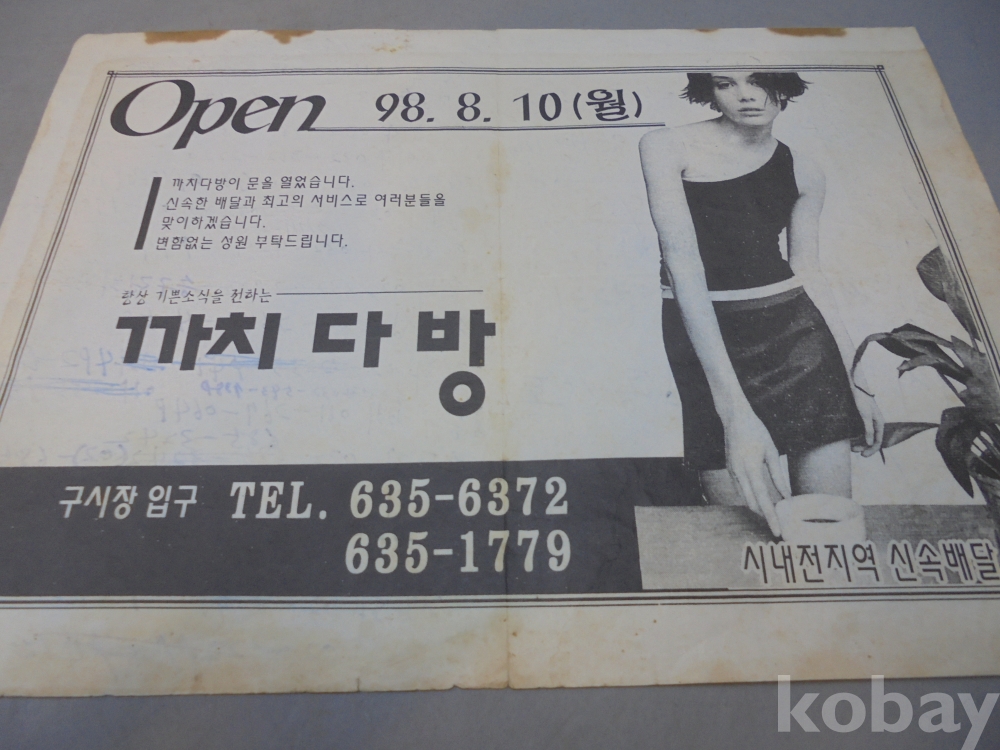 Open 98. 8. 10 (월)
까치다방이 문을 열었습니다.
신속한 배달과 최고의 서비스로 여러분들을
맞이하겠습니다.
변함없는 성원 부탁드립니다.
항상 기쁜소식을 전하는
까치 다방
구시장 입구 TEL. 635-6372
635-1779
시내전지역 신속배달
kobay